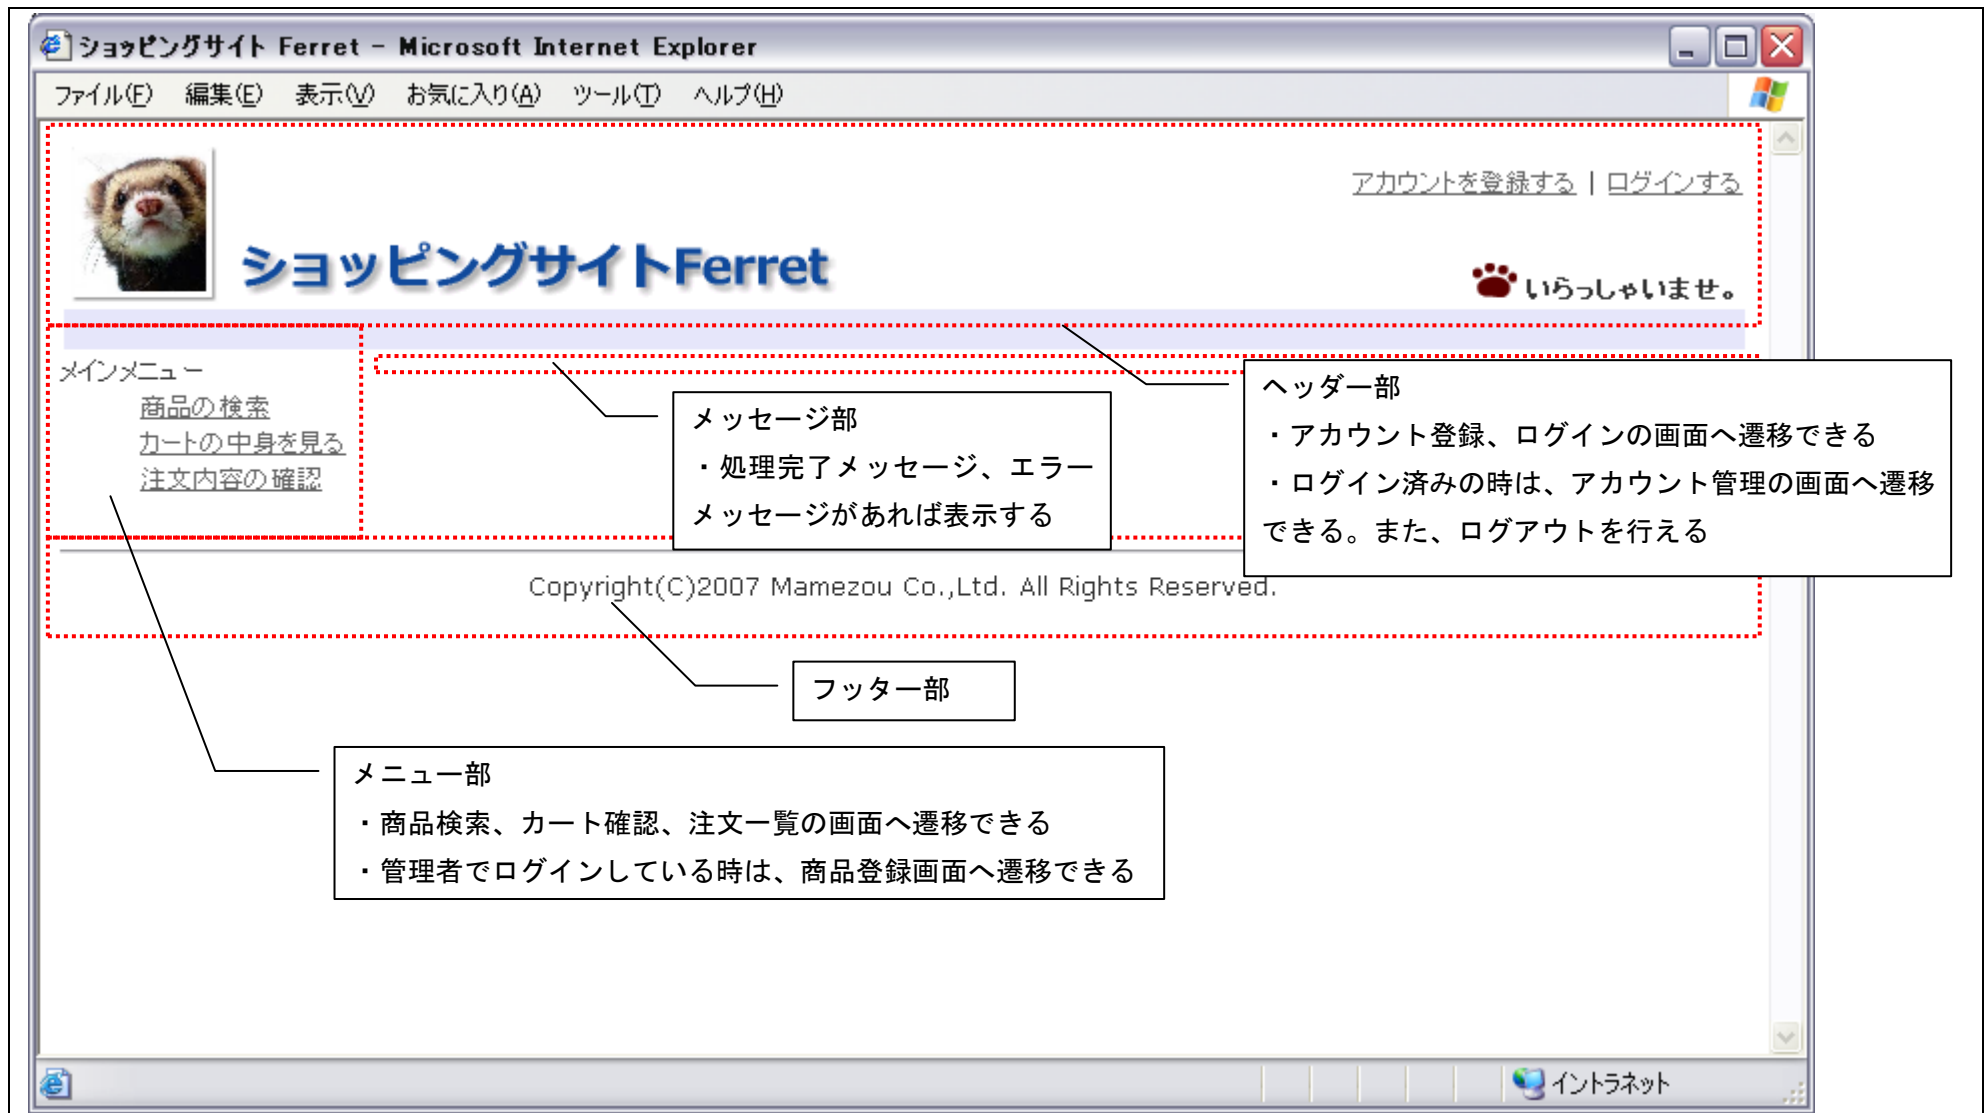 ショッピングサイト Ferret - Microsoft Internet Explorer
ファイル(F) 編集(E) 表示(V) お気に入り(A) ツール(T) ヘルプ(H)
アカウントを登録する | ログインする
ショッピングサイトFerret
いらっしゃいませ。
メインメニュー
商品の検索
カートの中身を見る
注文内容の確認
メッセージ部
・処理完了メッセージ、エラー
メッセージがあれば表示する
ヘッダー部
・アカウント登録、ログインの画面へ遷移できる
・ログイン済みの時は、アカウント管理の画面へ遷移
できる。また、ログアウトを行える
Copyright(C)2007 Mamezou Co.,Ltd. All Rights Reserved.
フッター部
メニュー部
・商品検索、カート確認、注文一覧の画面へ遷移できる
・管理者でログインしている時は、商品登録画面へ遷移できる
イントラネット